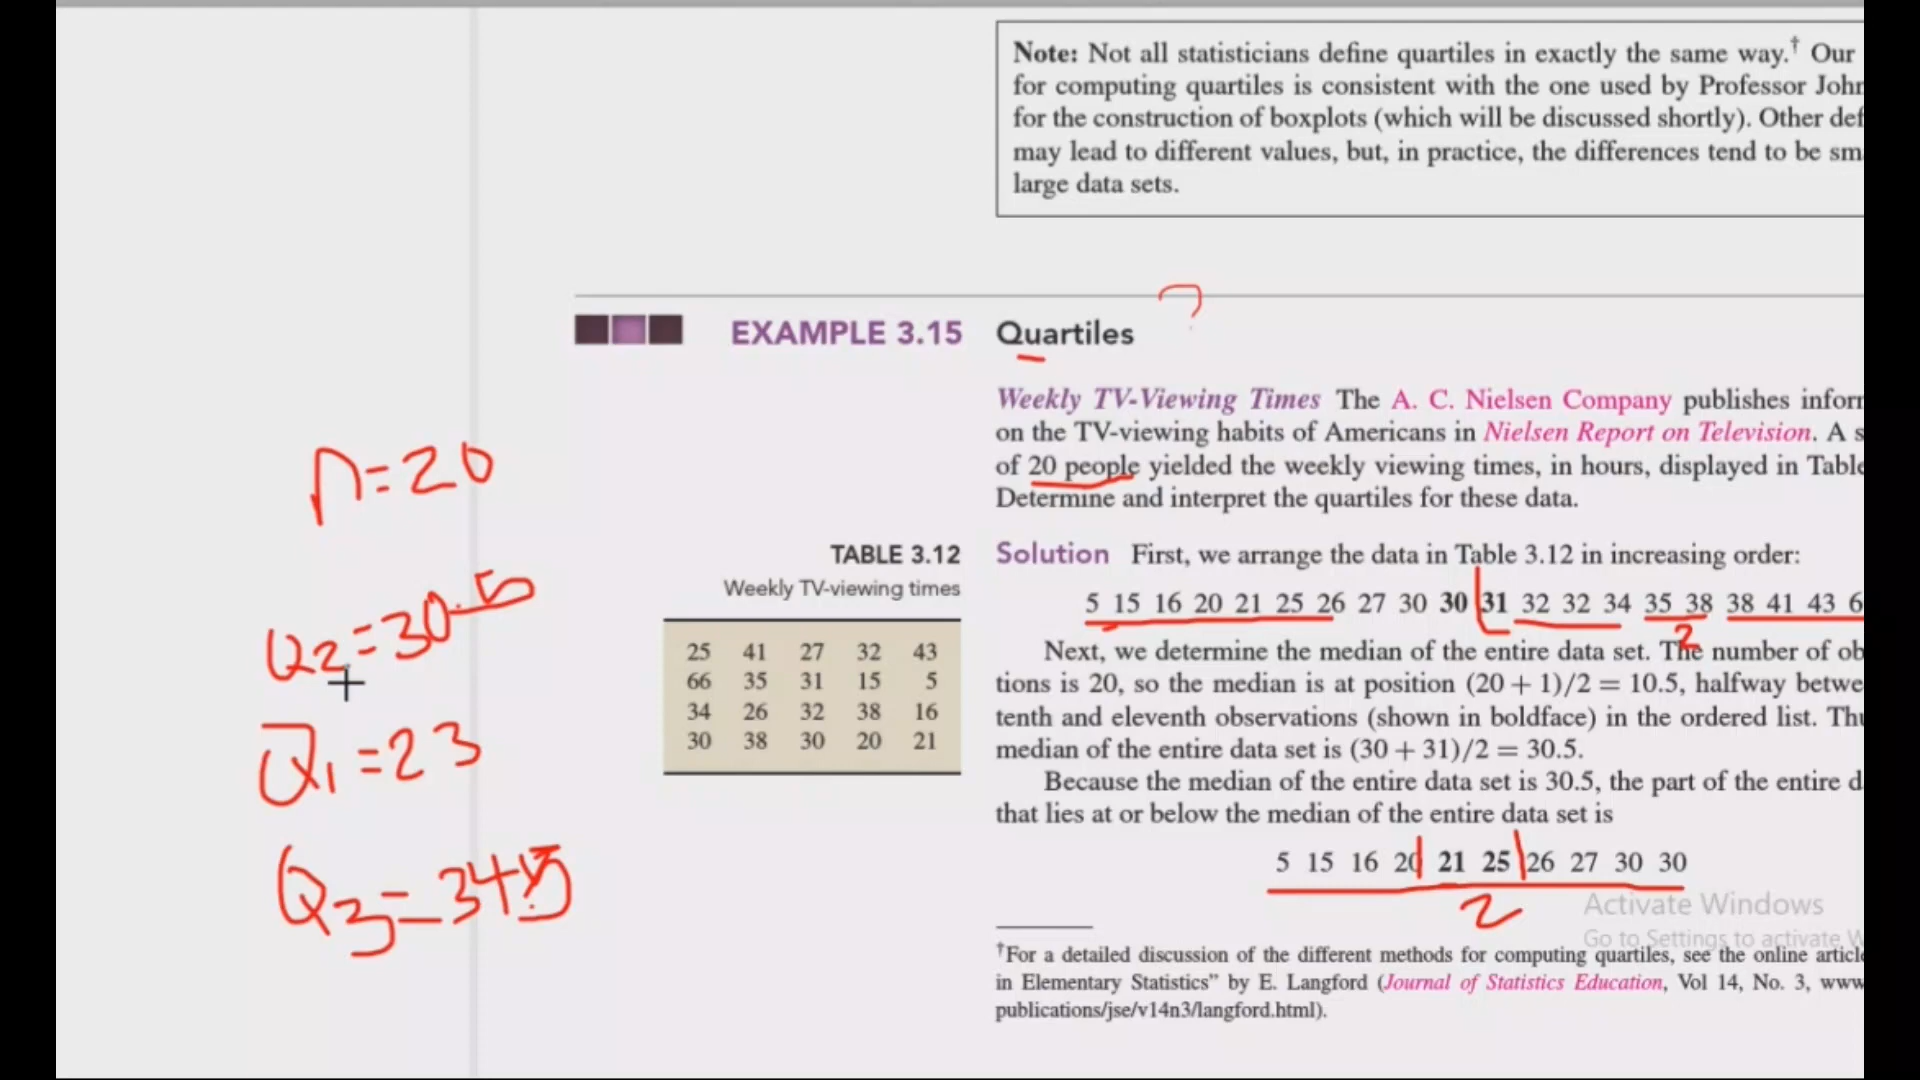 Note: Not all statisticians define quartiles in exactly the same way.† Our
for computing quartiles is consistent with the one used by Professor John
for the construction of boxplots (which will be discussed shortly). Other def
may lead to different values, but, in practice, the differences tend to be sm
large data sets.
?
EXAMPLE 3.15 Quartiles
Weekly TV-Viewing Times The A. C. Nielsen Company publishes inform
on the TV-viewing habits of Americans in Nielsen Report on Television. A s
of 20 people yielded the weekly viewing times, in hours, displayed in Table
Determine and interpret the quartiles for these data.
n=20
Q2=30.5
Q1=23
Q3=
TABLE 3.12
Weekly TV-viewing times
25 41 27 32 43
66 35 31 15 5
34 26 32 38 16
30 38 30 20 21
Solution First, we arrange the data in Table 3.12 in increasing order:
5 15 16 20 21 25 26 27 30 30 31 32 32 34 35 38 38 41 43 6
2
Next, we determine the median of the entire data set. The number of ob
tions is 20, so the median is at position (20 + 1)/2 = 10.5, halfway betwe
tenth and eleventh observations (shown in boldface) in the ordered list. Thu
median of the entire data set is (30 + 31)/2 = 30.5.
Because the median of the entire data set is 30.5, the part of the entire d
that lies at or below the median of the entire data set is
5 15 16 20 21 25 26 27 30 30
2
Activate Windows
Go to Settings to activate W
†For a detailed discussion of the different methods for computing quartiles, see the online article
in Elementary Statistics” by E. Langford (Journal of Statistics Education, Vol 14, No. 3, www
publications/jse/v14n3/langford.html).